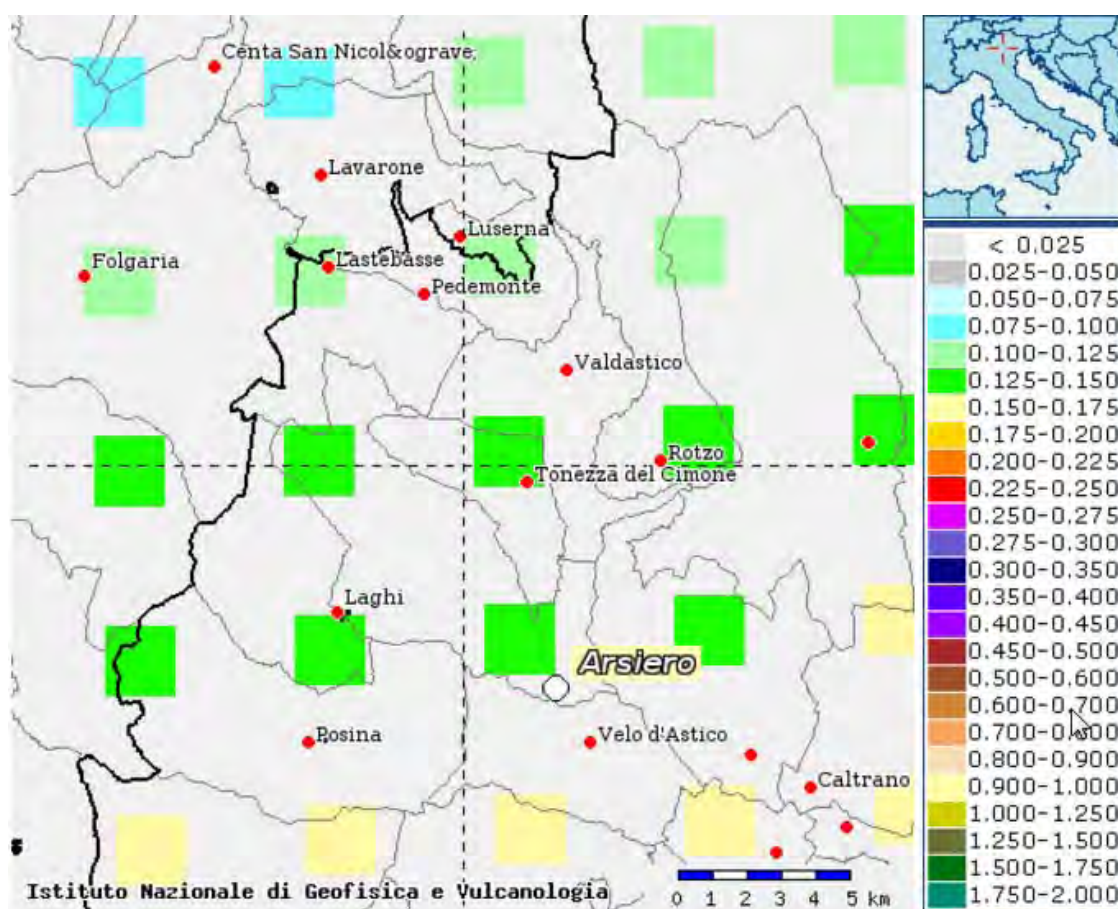 Centa San Nicol&ograve;
Lavarone
Luserna
Folgaria
Lastebasse
Pedemonte
Valdastico
Rotzo
Tonezza del Cimone
Laghi
Arsiero
Posina
Velo d'Astico
Caltrano
Istituto Nazionale di Geofisica e Vulcanologia
0 1 2 3 4 5 km
< 0.025
0.025-0.050
0.050-0.075
0.075-0.100
0.100-0.125
0.125-0.150
0.150-0.175
0.175-0.200
0.200-0.225
0.225-0.250
0.250-0.275
0.275-0.300
0.300-0.350
0.350-0.400
0.400-0.450
0.450-0.500
0.500-0.600
0.600-0.700
0.700-0.800
0.800-0.900
0.900-1.000
1.000-1.250
1.250-1.500
1.500-1.750
1.750-2.000